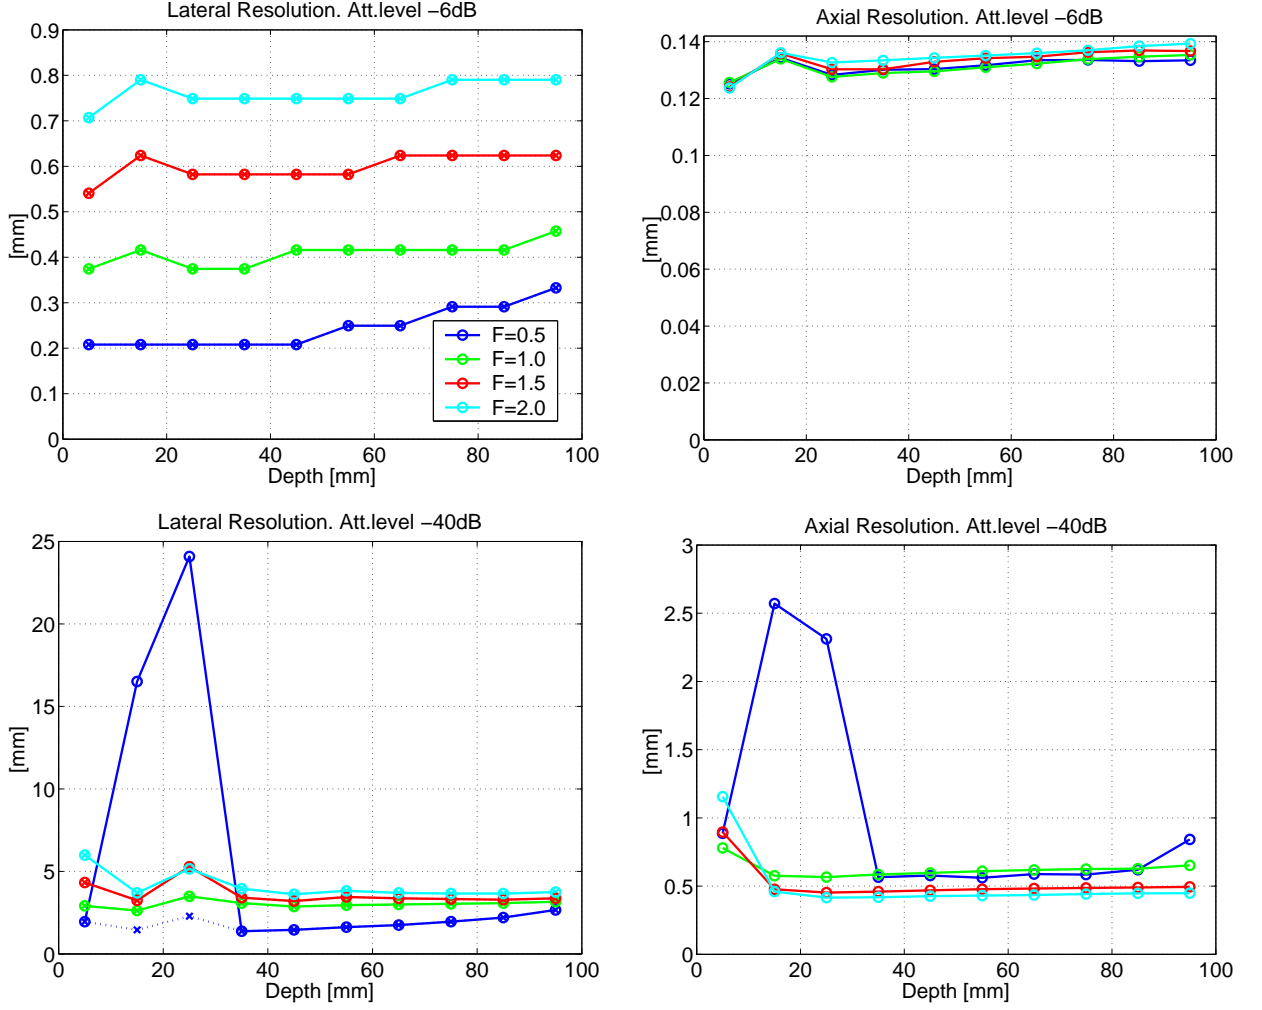 Lateral Resolution. Att.level −6dB
0.9
0.8
0.7
0.6
0.5
0.4
0.3
0.2
0.1
0
[mm]
F=0.5
F=1.0
F=1.5
F=2.0
0 20 40 60 80 100
Depth [mm]
Axial Resolution. Att.level −6dB
0.14
0.12
0.1
0.08
0.06
0.04
0.02
0
[mm]
0 20 40 60 80 100
Depth [mm]
Lateral Resolution. Att.level −40dB
25
20
15
10
5
0
[mm]
0 20 40 60 80 100
Depth [mm]
Axial Resolution. Att.level −40dB
3
2.5
2
1.5
1
0.5
0
[mm]
0 20 40 60 80 100
Depth [mm]